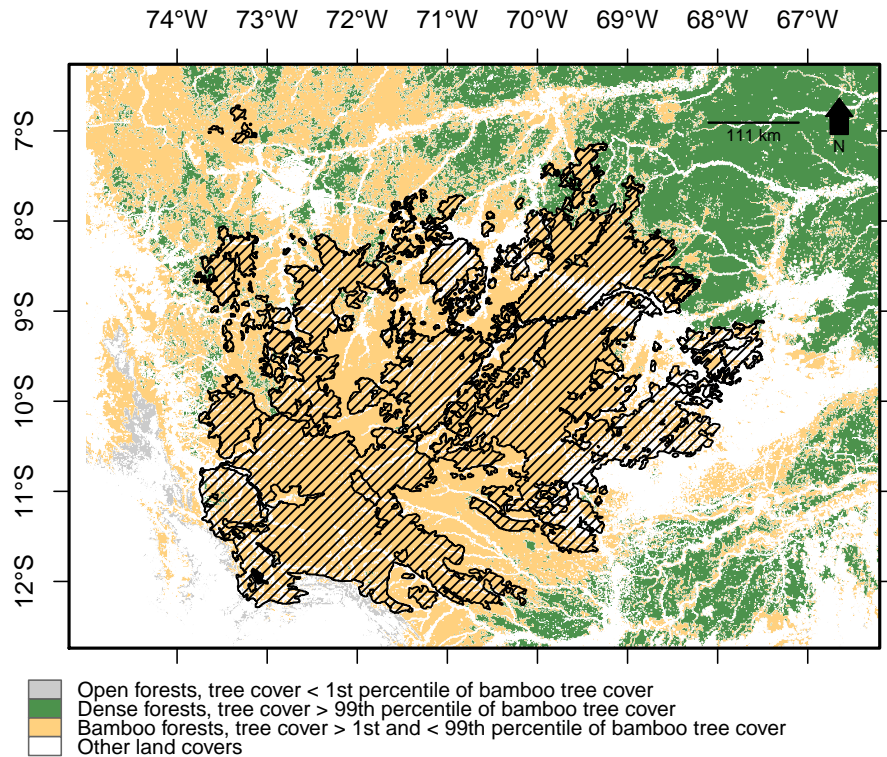 74°W 73°W 72°W 71°W 70°W 69°W 68°W 67°W
7°S
8°S
9°S
10°S
11°S
12°S
111 km
N
Open forests, tree cover < 1st percentile of bamboo tree cover
Dense forests, tree cover > 99th percentile of bamboo tree cover
Bamboo forests, tree cover > 1st and < 99th percentile of bamboo tree cover
Other land covers